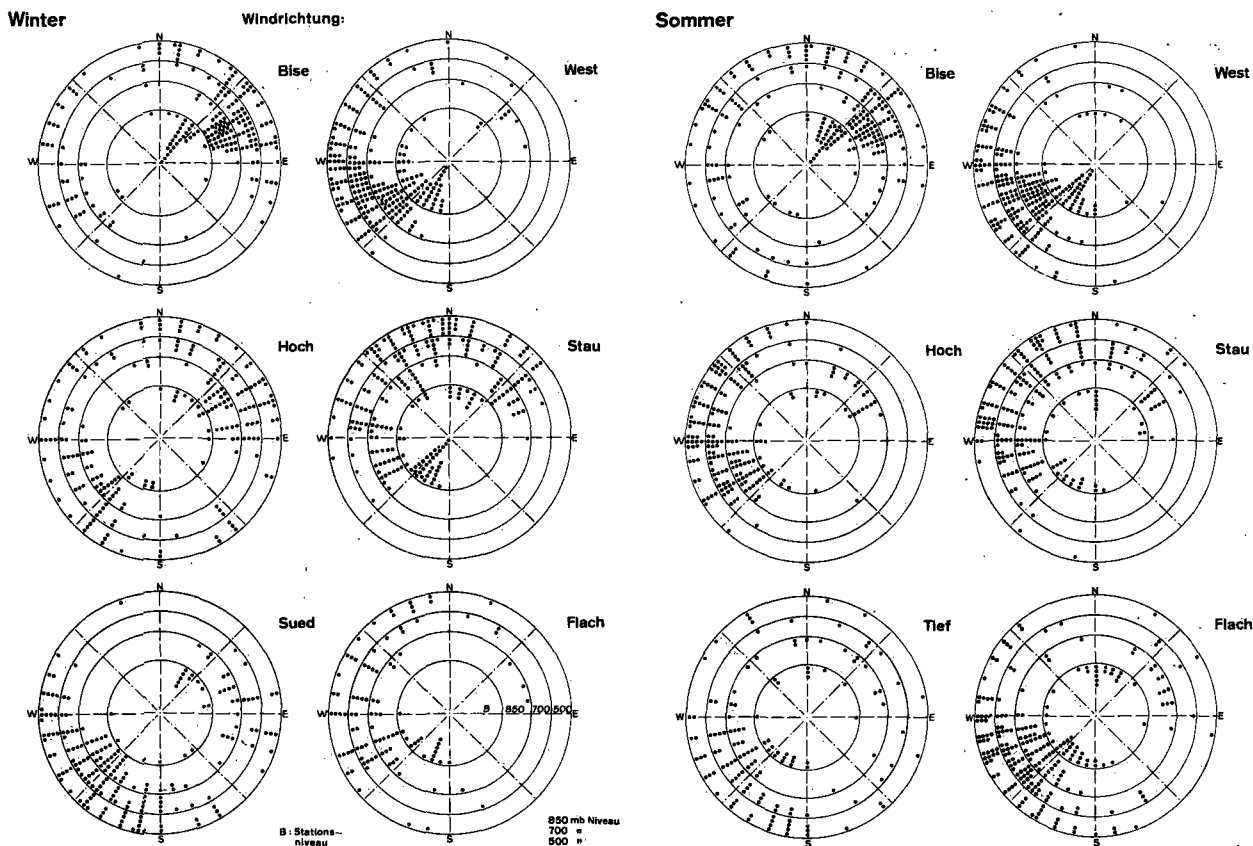 Winter
Windrichtung:
Sommer
N
Bise
W
E
S
N
West
W
E
S
N
Bise
W
E
S
N
West
W
E
S
N
Hoch
W
E
S
N
Stau
W
E
S
N
Hoch
W
E
S
N
Stau
W
E
S
N
Sued
W
E
S
N
Flach
W
B 850 700 500
E
S
N
Tief
W
E
S
N
Flach
W
E
S
B : Stations-
niveau
850 mb Niveau
700 "
500 "